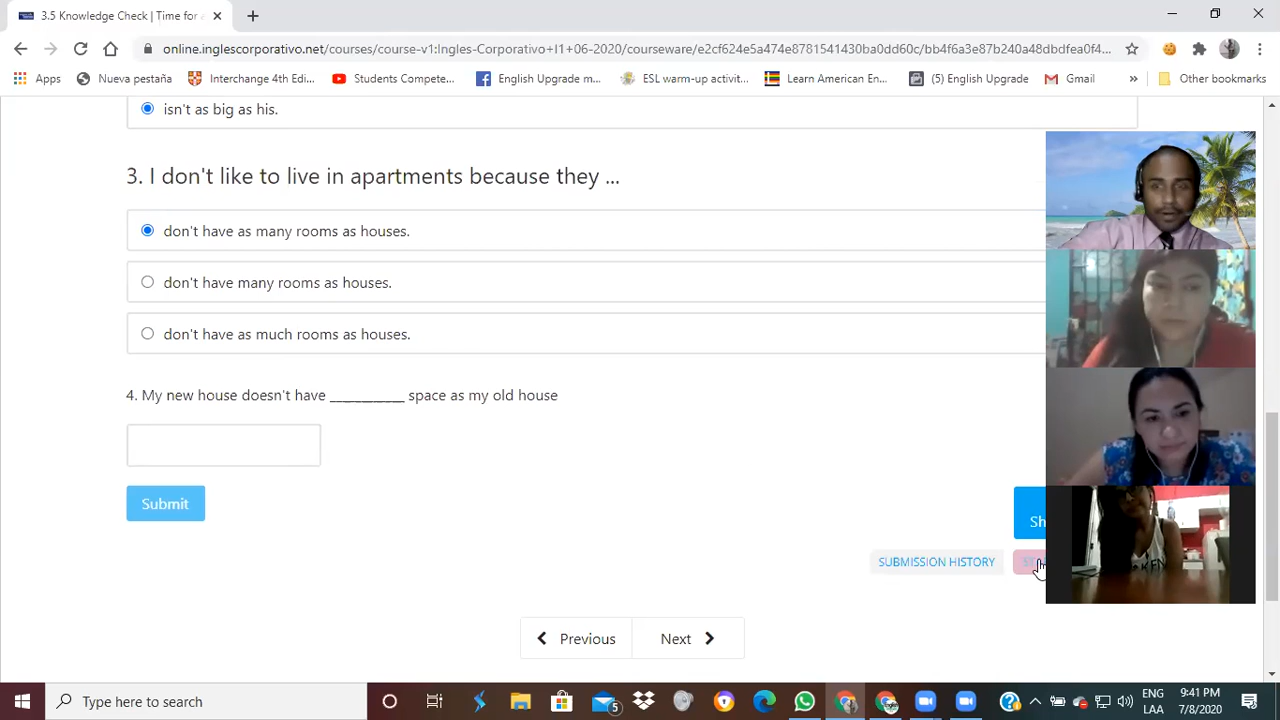 3.5 Knowledge Check | Time for a
online.inglescorporativo.net/courses/course-v1:Ingles-Corporativo+I1+06-2020/courseware/e2cf624e5a474e8781541430ba0dd60c/bb4f6a3e87b240a48dbdfea0f4...
Apps Nueva pestaña Interchange 4th Edi... Students Compete... English Upgrade m... ESL warm-up activit... Learn American En... (5) English Upgrade Gmail » Other bookmarks
isn't as big as his.
3. I don't like to live in apartments because they ...
don't have as many rooms as houses.
don't have many rooms as houses.
don't have as much rooms as houses.
4. My new house doesn't have ___________ space as my old house
Submit
Sh
SUBMISSION HISTORY
Previous Next
Type here to search
5
ENG 9:41 PM
LAA 7/8/2020